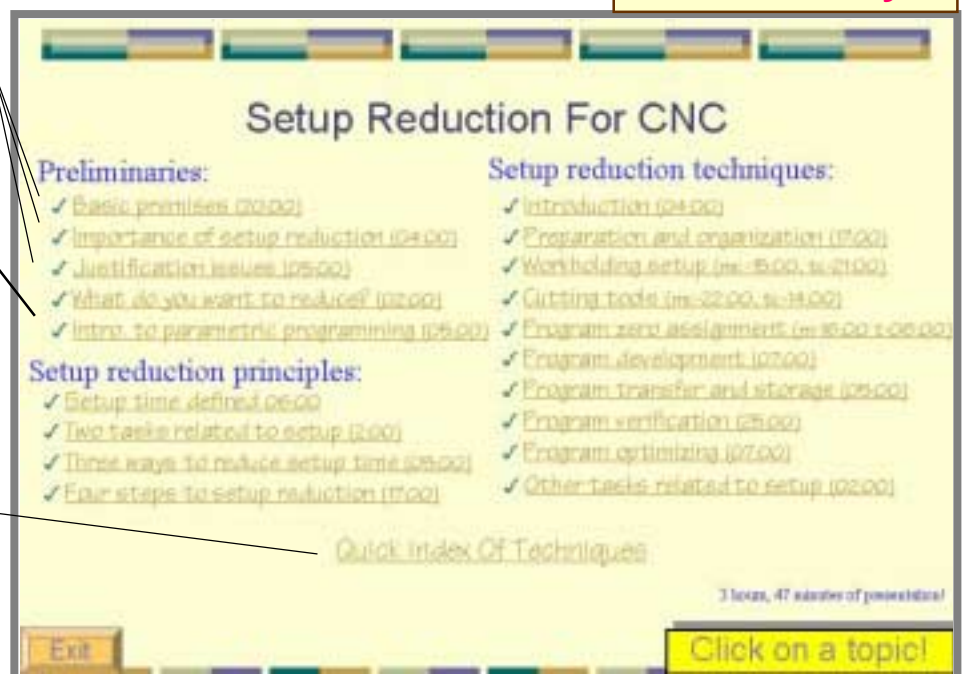 Setup Reduction For CNC
Preliminaries:
✓ Basic premises (20:00)
✓ Importance of setup reduction (04:00)
✓ Justification issues (05:00)
✓ What do you want to reduce? (02:00)
✓ Intro. to parametric programming (05:00)
Setup reduction principles:
✓ Setup time defined 06:00
✓ Two tasks related to setup (2:00)
✓ Three ways to reduce setup time
✓ Four steps to setup reduction (17:00)
Setup reduction techniques:
✓ Introduction (04:00)
✓ Preparation and organization (17:00)
✓ Workholding setup
✓ Cutting tools
✓ Program zero assignment
✓ Program development (07:00)
✓ Program transfer and storage (05:00)
✓ Program verification (25:00)
✓ Program optimizing (07:00)
✓ Other tasks related to setup (02:00)
Quick Index Of Techniques
3 hours, 47 minutes of presentation!
Exit
Click on a topic!